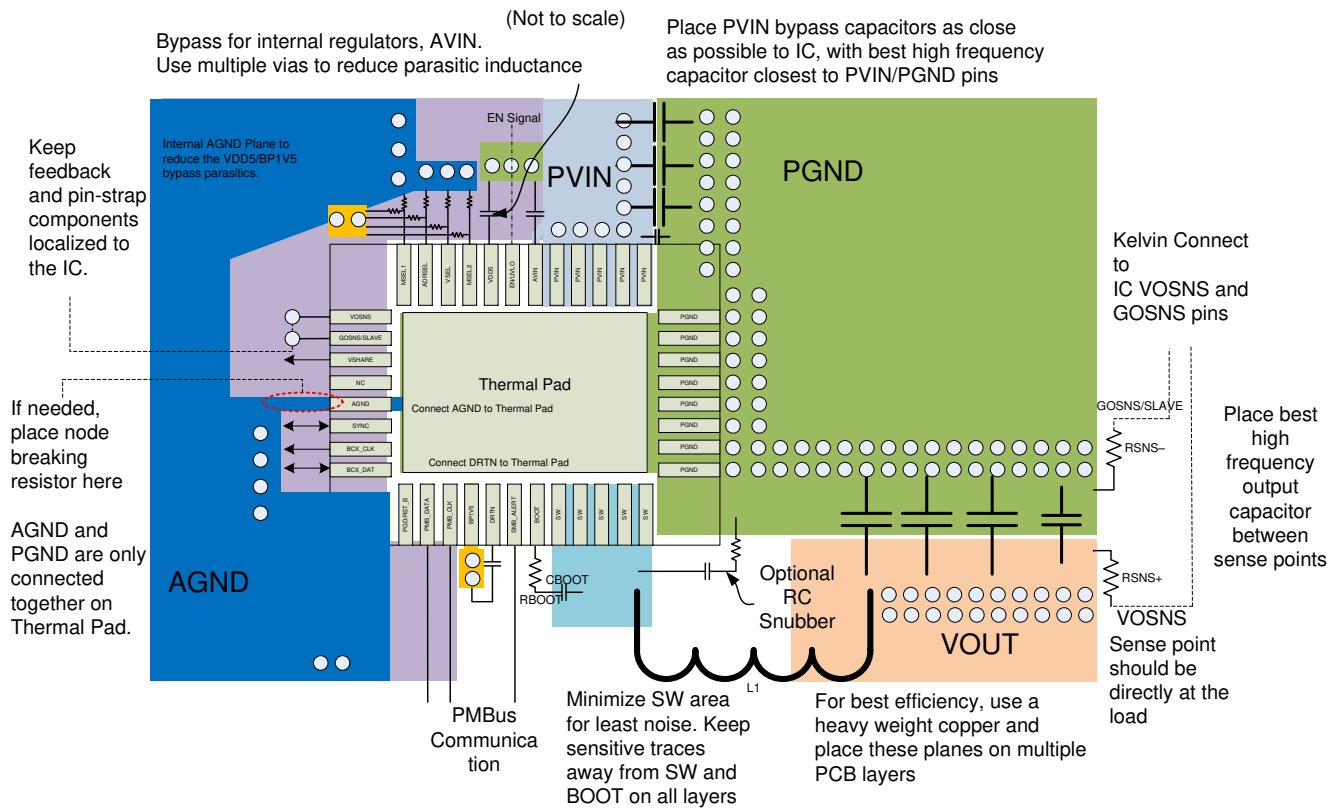 (Not to scale)
Bypass for internal regulators, AVIN.
Use multiple vias to reduce parasitic inductance
Place PVIN bypass capacitors as close
as possible to IC, with best high frequency
capacitor closest to PVIN/PGND pins
Keep
feedback
and pin-strap
components
localized to
the IC.
Internal AGND Plane to
reduce the VDD5/BP1V5
bypass parasitics.
EN Signal
PVIN
PGND
Kelvin Connect
to
IC VOSNS and
GOSNS pins
MSEL1
ADRSEL
VSEL
MSEL2
VDD5
EN/UVLO
AVIN
PVIN
PVIN
PVIN
PVIN
PVIN
VOSNS
GOSNS/SLAVE
VSHARE
NC
AGND
SYNC
BCX_CLK
BCX_DAT
Thermal Pad
Connect AGND to Thermal Pad
Connect DRTN to Thermal Pad
PGND
PGND
PGND
PGND
PGND
PGND
PGND
PGND
If needed,
place node
breaking
resistor here
AGND and
PGND are only
connected
together on
Thermal Pad.
GOSNS/SLAVE
RSNS–
Place best
high
frequency
output
capacitor
between
sense points
PGD/RST_B
PMB_DATA
PMB_CLK
BP1V5
DRTN
SMB_ALERT
BOOT
SW
SW
SW
SW
SW
AGND
CBOOT
RBOOT
Optional
RC
Snubber
RSNS+
VOUT
VOSNS
Sense point
should be
directly at the
load
L1
PMBus
Communica
tion
Minimize SW area
for least noise. Keep
sensitive traces
away from SW and
BOOT on all layers
For best efficiency, use a
heavy weight copper and
place these planes on multiple
PCB layers